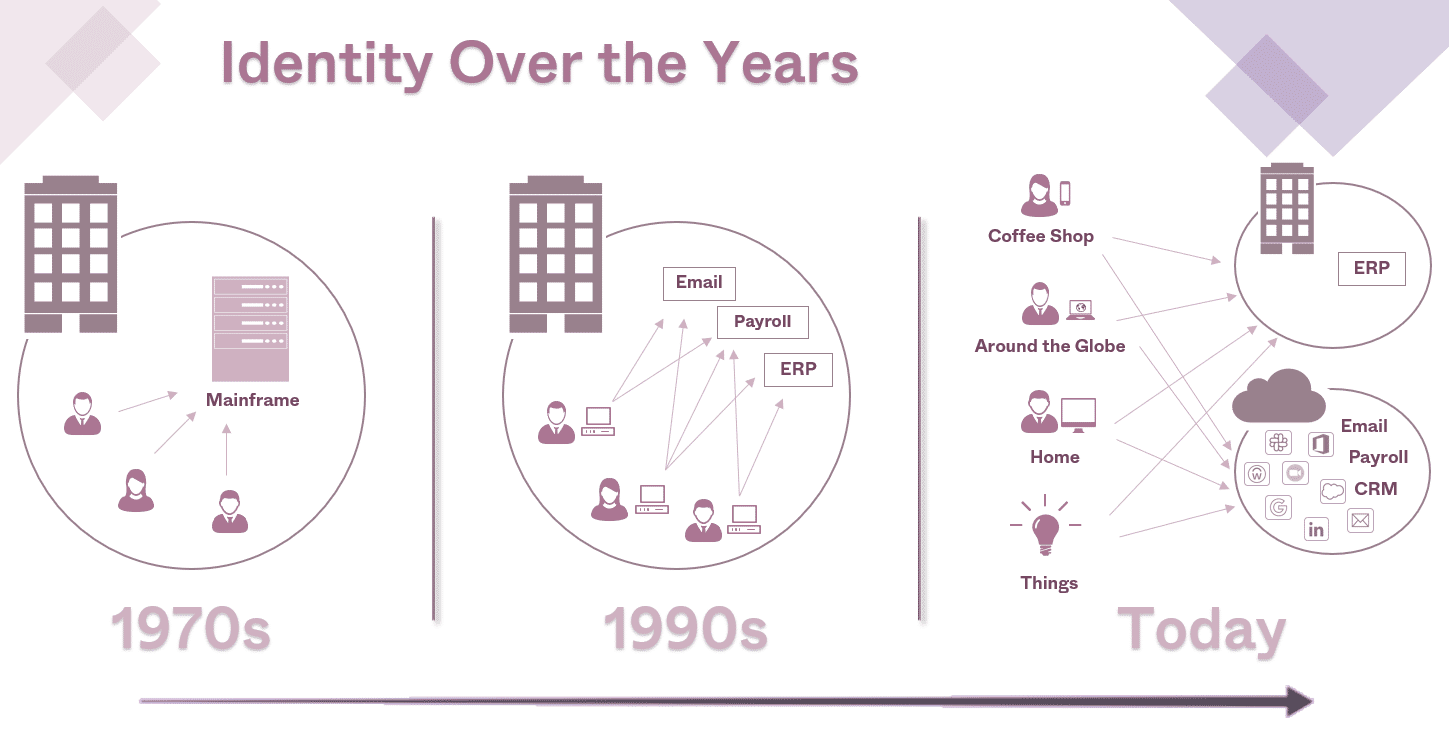 Identity Over the Years
Mainframe
1970s
Email
Payroll
ERP
1990s
Coffee Shop
Around the Globe
Home
Things
ERP
Email
Payroll
CRM
w
G
in
Today